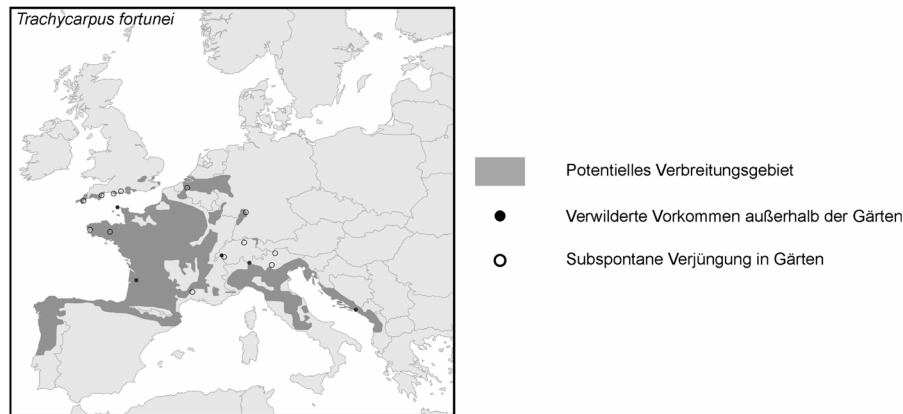 Trachycarpus fortunei
Potentielles Verbreitungsgebiet
Verwilderte Vorkommen außerhalb der Gärten
Subspontane Verjüngung in Gärten